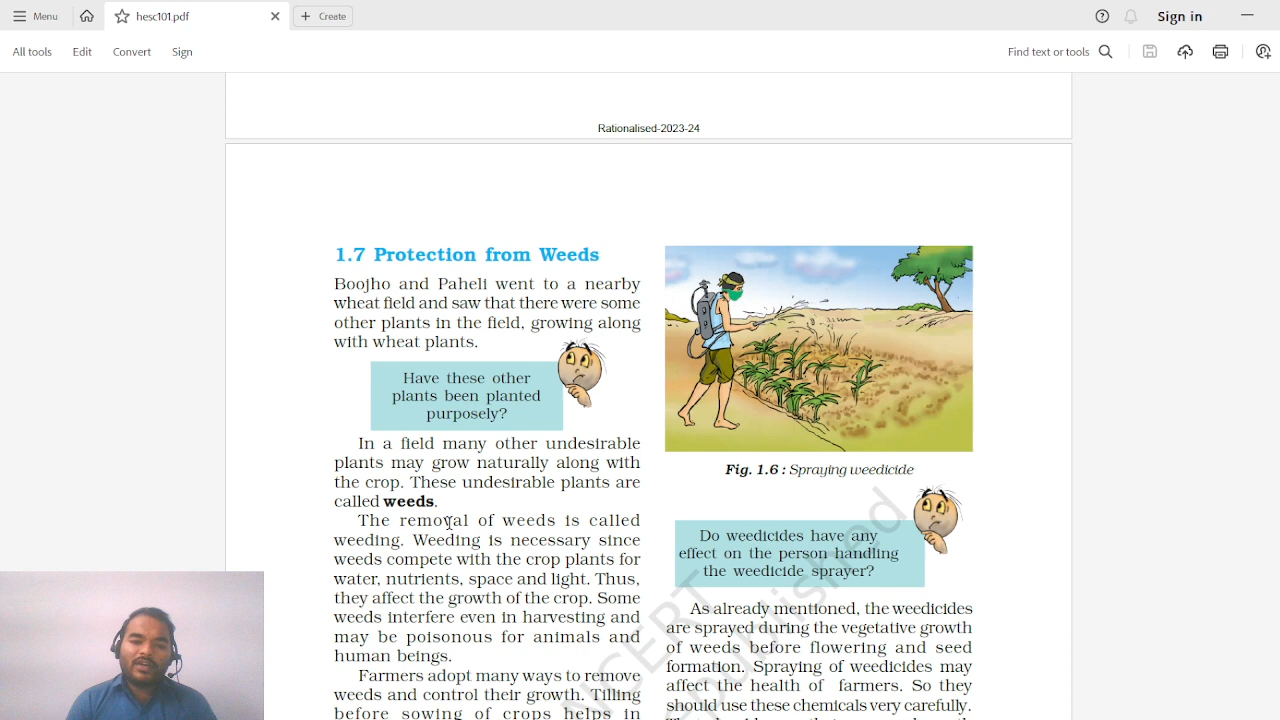 Menu
hesc101.pdf
Create
Sign in
All tools
Edit
Convert
Sign
Find text or tools
Rationalised-2023-24
1.7 Protection from Weeds
Boojho and Paheli went to a nearby
wheat field and saw that there were some
other plants in the field, growing along
with wheat plants.
Have these other
plants been planted
purposely?
In a field many other undesirable
plants may grow naturally along with
the crop. These undesirable plants are
called weeds.
The removal of weeds is called
weeding. Weeding is necessary since
weeds compete with the crop plants for
water, nutrients, space and light. Thus,
they affect the growth of the crop. Some
weeds interfere even in harvesting and
may be poisonous for animals and
human beings.
Farmers adopt many ways to remove
weeds and control their growth. Tilling
before sowing of crops helps in
Fig. 1.6 : Spraying weedicide
Do weedicides have any
effect on the person handling
the weedicide sprayer?
As already mentioned, the weedicides
are sprayed during the vegetative growth
of weeds before flowering and seed
formation. Spraying of weedicides may
affect the health of farmers. So they
should use these chemicals very carefully.
NCERT